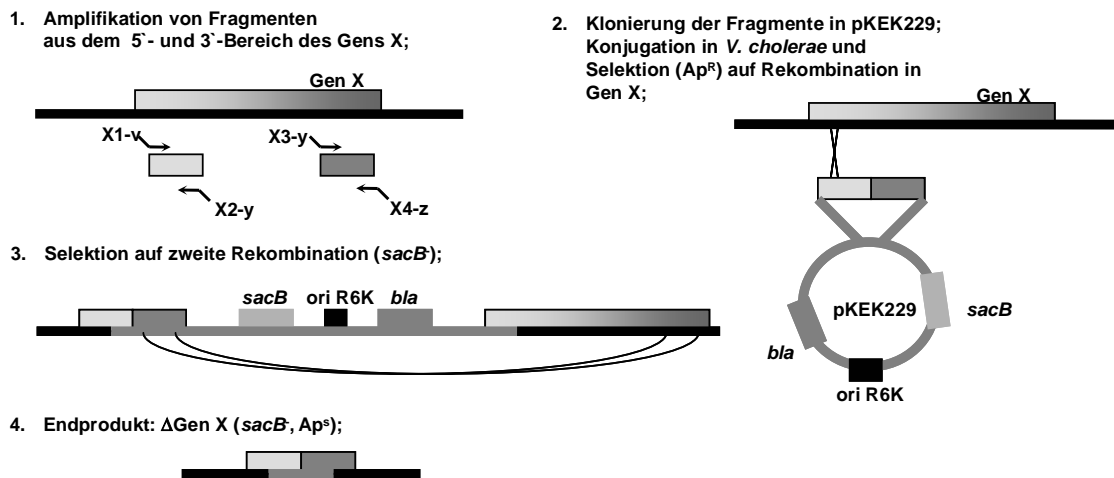 1. Amplifikation von Fragmenten
aus dem 5`- und 3`-Bereich des Gens X;
Gen X
X1-v
X3-y
X2-y
X4-z
2. Klonierung der Fragmente in pKEK229;
Konjugation in V. cholerae und
Selektion (Apᴿ) auf Rekombination in
Gen X;
Gen X
pKEK229
sacB
bla
ori R6K
3. Selektion auf zweite Rekombination (sacB⁻);
sacB
ori R6K
bla
4. Endprodukt: ΔGen X (sacB⁻, Apˢ);